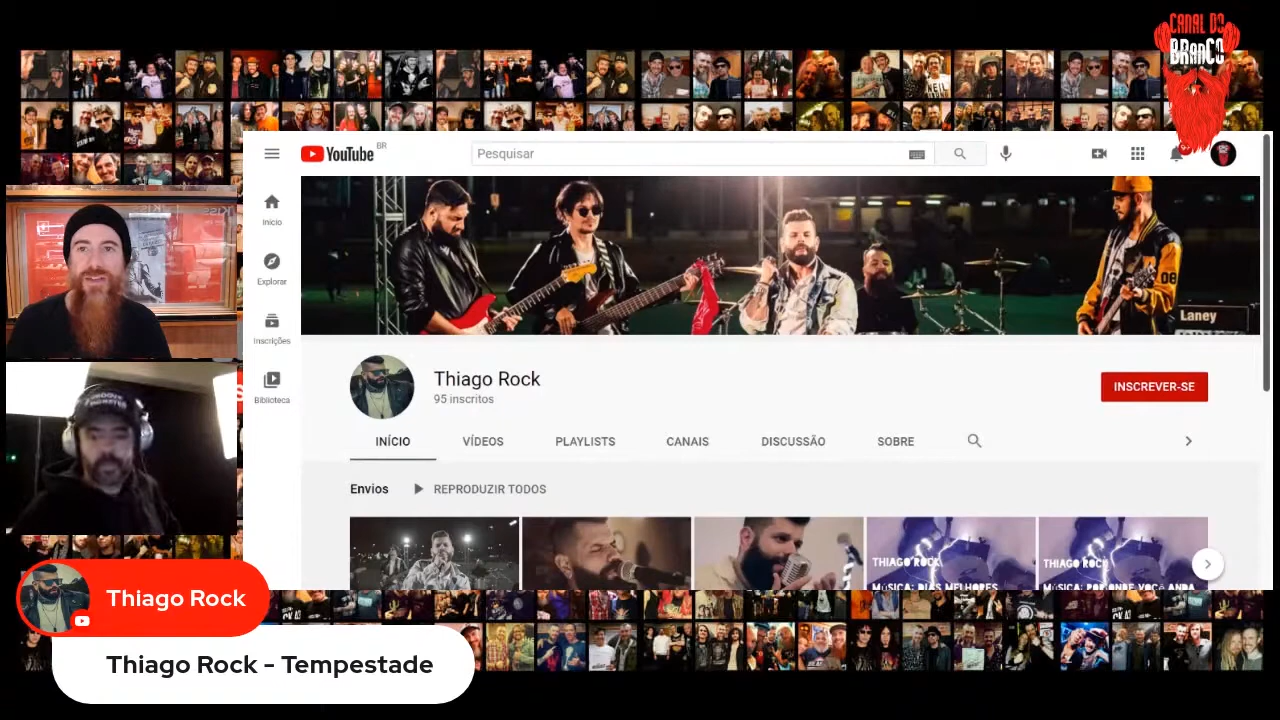 CANAL DO
BRANCO
YouTube BR
Pesquisar
Início
Explorar
Inscrições
Biblioteca
08
Laney
Thiago Rock
95 inscritos
INSCREVER-SE
INÍCIO
VÍDEOS
PLAYLISTS
CANAIS
DISCUSSÃO
SOBRE
Envios
REPRODUZIR TODOS
THIAGO ROCK
MÚSICA: DIAS MELHORES
THIAGO ROCK
MÚSICA: POR ONDE VOCÊ ANDA
Thiago Rock
Thiago Rock - Tempestade